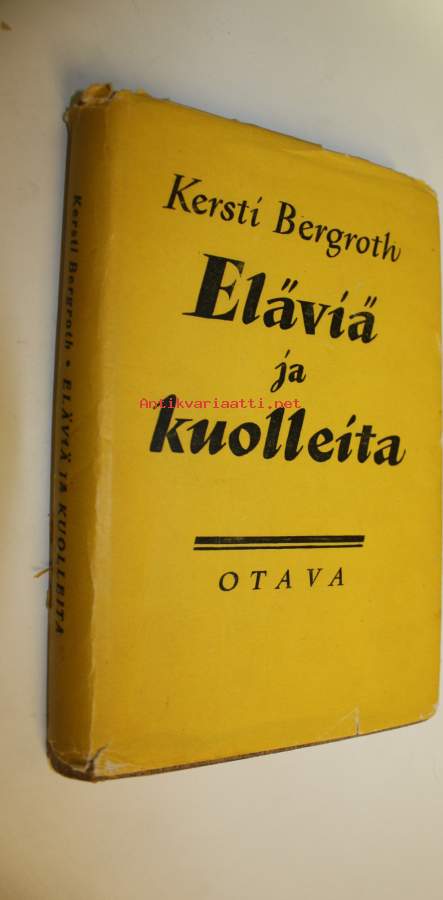 Kersti Bergroth
Eläviä
ja
kuolleita
OTAVA
Kersti Bergroth • ELÄVIÄ JA KUOLLEITA
Antikvariaatti.net